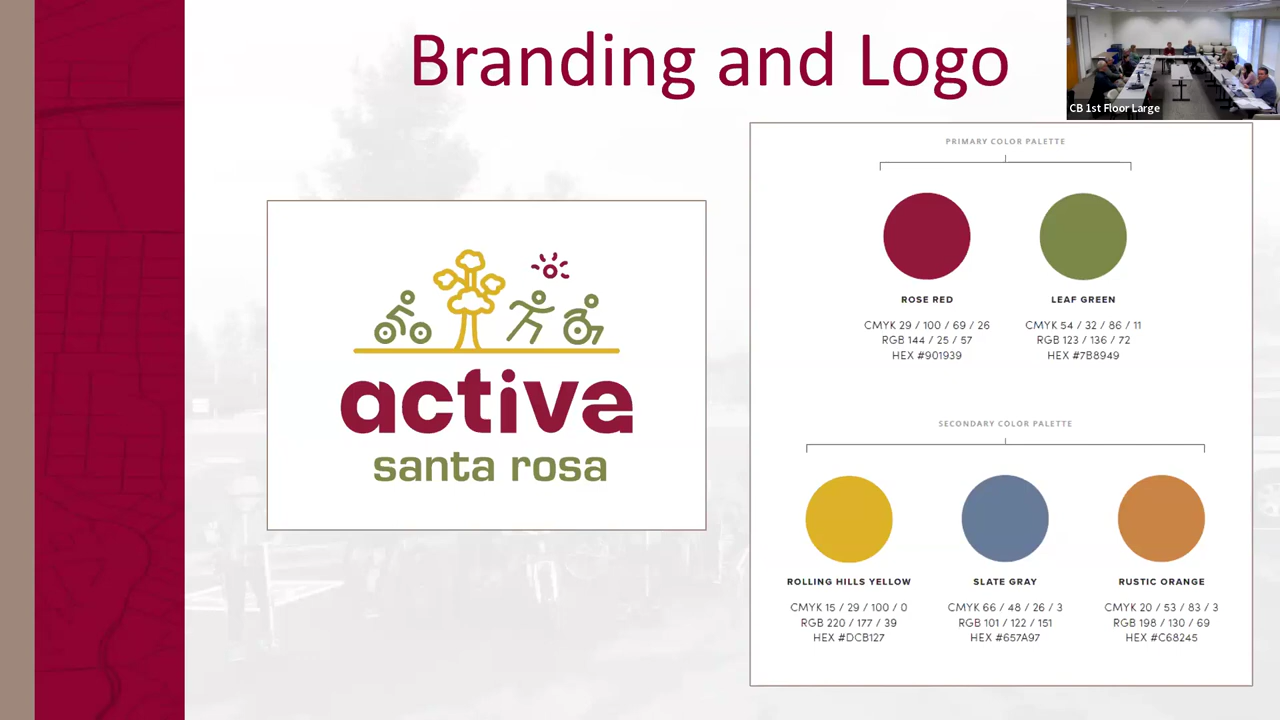 Branding and Logo
CB 1st Floor Large
active
santa rosa
PRIMARY COLOR PALETTE
ROSE RED
CMYK 29 / 100 / 69 / 26
RGB 144 / 25 / 57
HEX #901939
LEAF GREEN
CMYK 54 / 32 / 86 / 11
RGB 123 / 136 / 72
HEX #7B8949
SECONDARY COLOR PALETTE
ROLLING HILLS YELLOW
CMYK 15 / 29 / 100 / 0
RGB 220 / 177 / 39
HEX #DCB127
SLATE GRAY
CMYK 66 / 48 / 26 / 3
RGB 101 / 122 / 151
HEX #657A97
RUSTIC ORANGE
CMYK 20 / 53 / 83 / 3
RGB 198 / 130 / 69
HEX #C68245